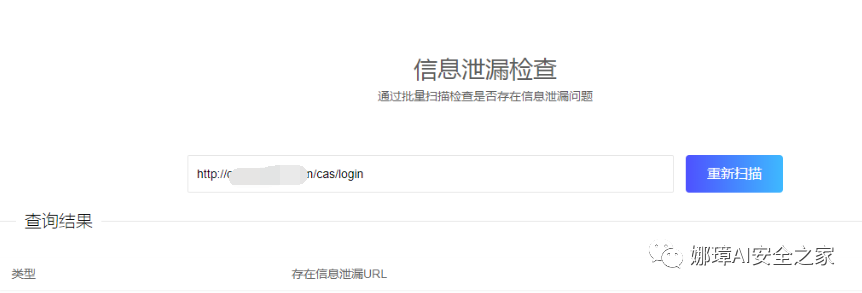 信息泄漏检查
通过批量扫描检查是否存在信息泄漏问题
http://c m/cas/login
重新扫描
查询结果
娜璋AI安全之家
类型 存在信息泄漏URL